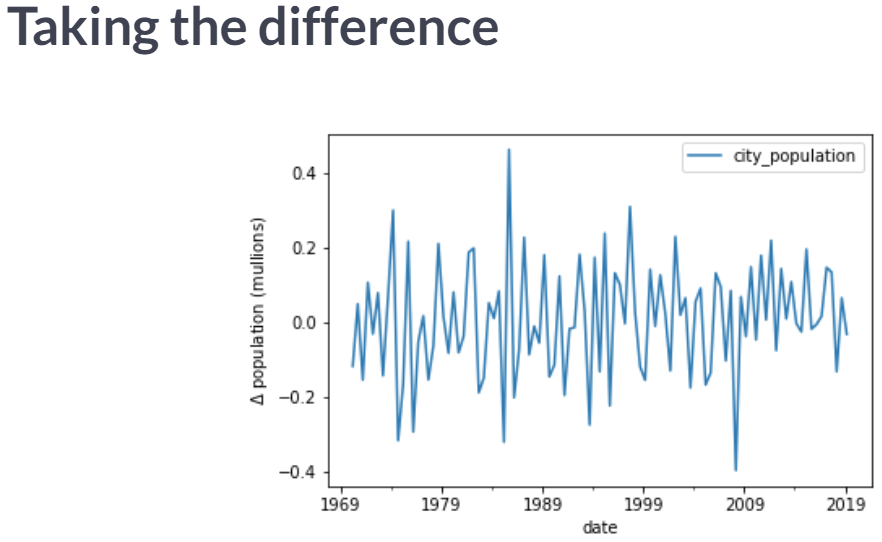 Taking the difference
city_population
0.4
0.2
0.0
−0.2
−0.4
Δ population (mullions)
1969 1979 1989 1999 2009 2019
date